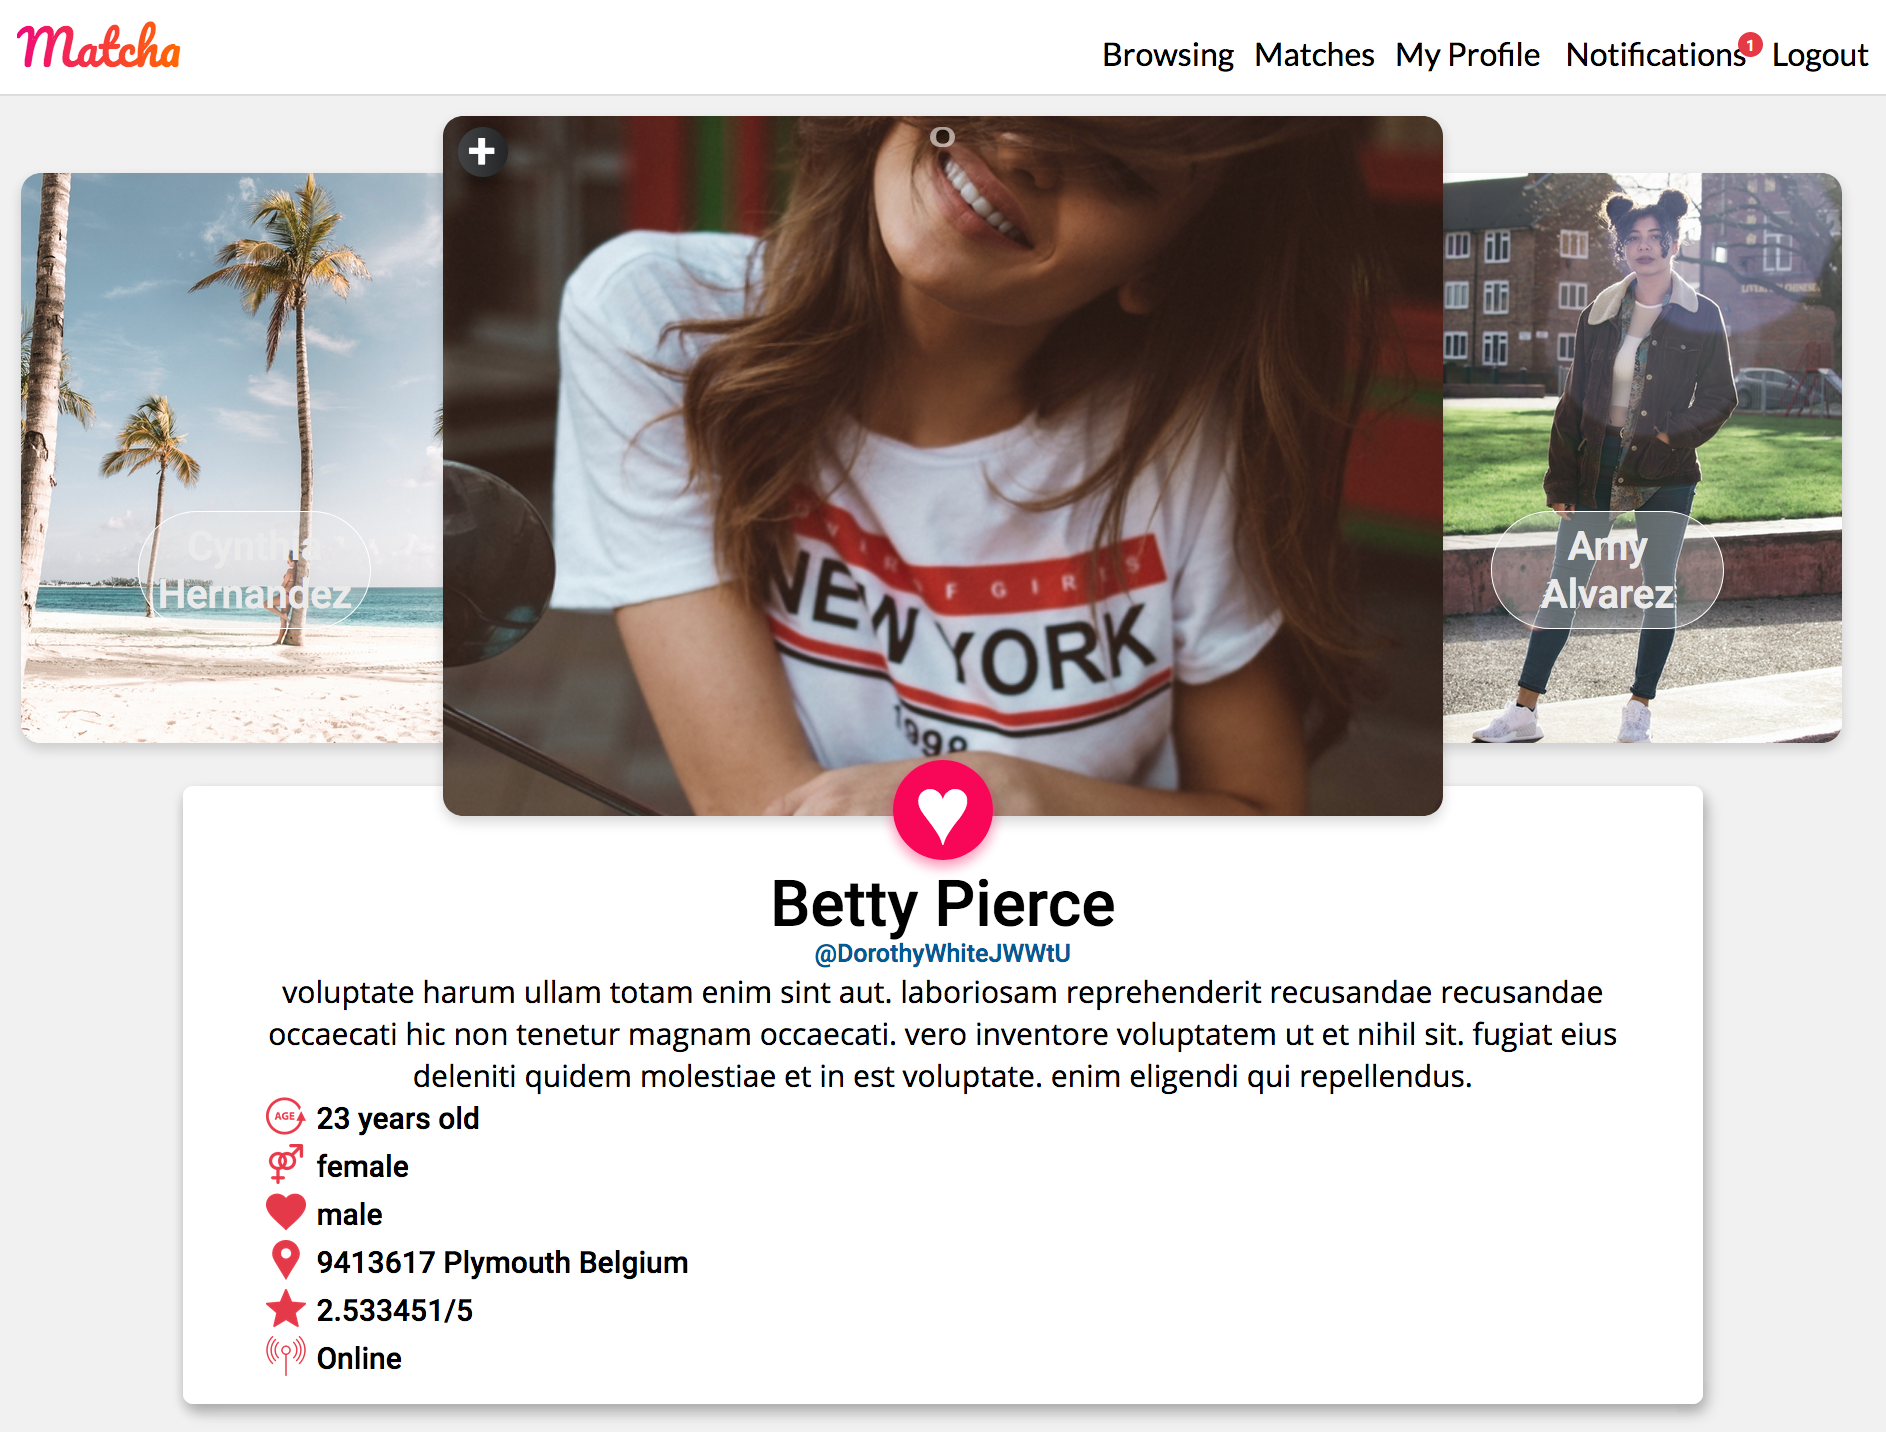 Matcha
Browsing Matches My Profile Notifications 1 Logout
Cynthia
Hernandez
NEW YORK
1998
Amy
Alvarez
Betty Pierce
@DorothyWhiteJWWtU
voluptate harum ullam totam enim sint aut. laboriosam reprehenderit recusandae recusandae
occaecati hic non tenetur magnam occaecati. vero inventore voluptatem ut et nihil sit. fugiat eius
deleniti quidem molestiae et in est voluptate. enim eligendi qui repellendus.
AGE 23 years old
female
male
9413617 Plymouth Belgium
2.533451/5
Online